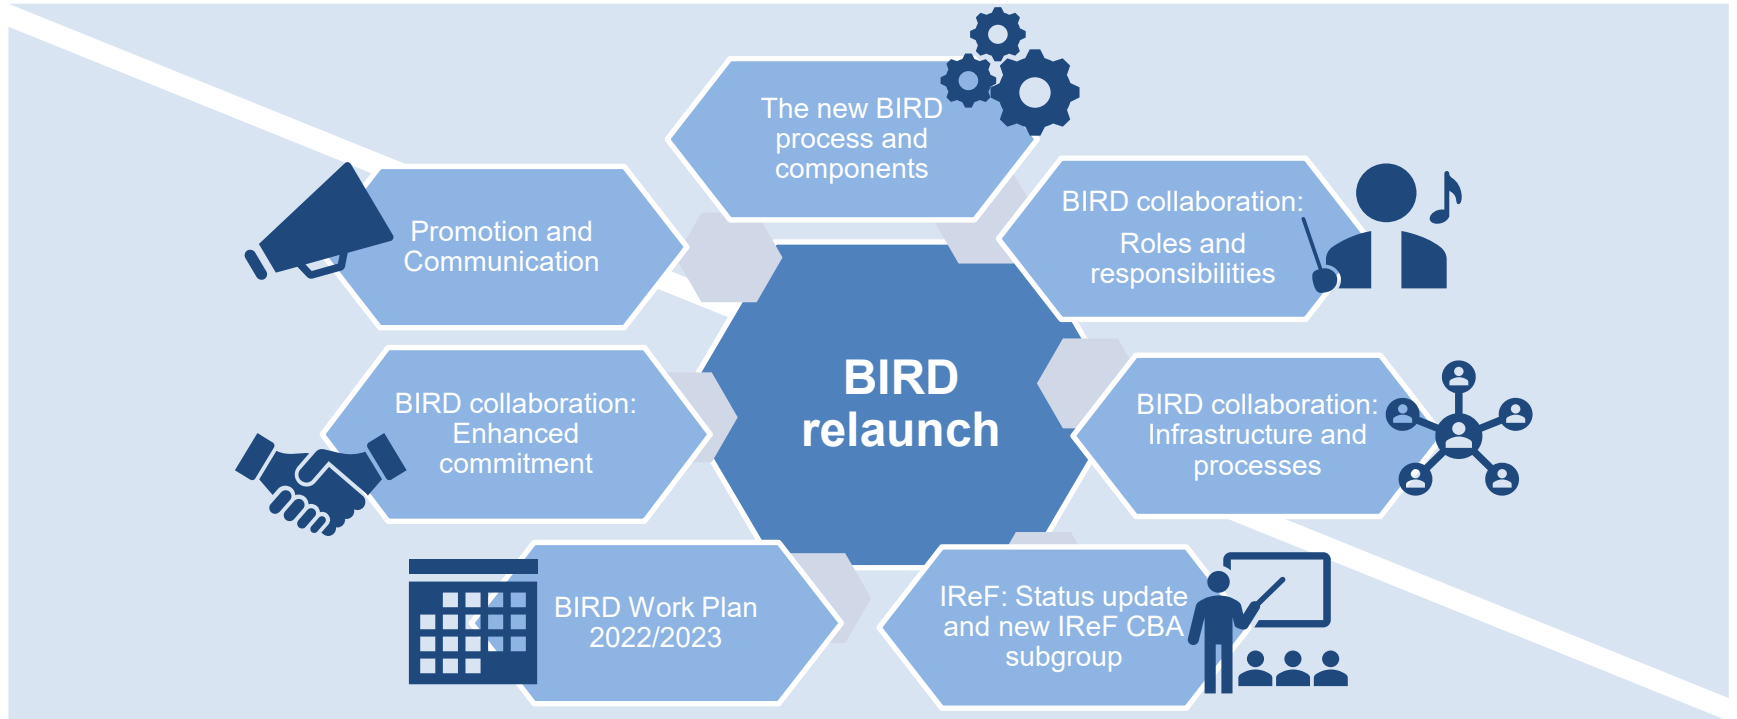 The new BIRD
process and
components
BIRD collaboration:
Roles and
responsibilities
BIRD collaboration:
Infrastructure and
processes
IReF: Status update
and new IReF CBA
subgroup
BIRD Work Plan
2022/2023
BIRD collaboration:
Enhanced
commitment
Promotion and
Communication
BIRD
relaunch